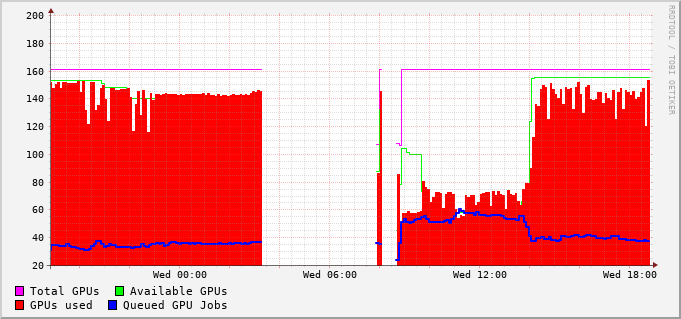 RRDTOOL / TOBI OETIKER
200
180
160
140
120
100
80
60
40
20
Wed 00:00 Wed 06:00 Wed 12:00 Wed 18:00
Total GPUs Available GPUs
GPUs used Queued GPU Jobs